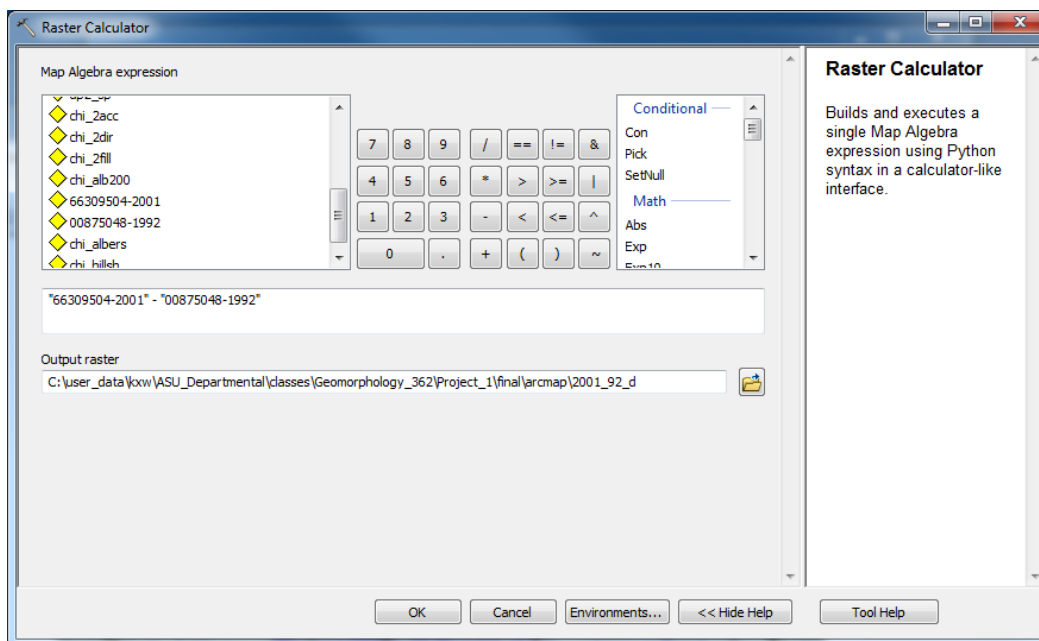 Raster Calculator
Map Algebra expression
chi_2acc
chi_2dir
chi_2fill
chi_alb200
66309504-2001
00875048-1992
chi_albers
chi_hillsh
7 8 9 / == != &
4 5 6 * > >= |
1 2 3 - < <= ^
0 . + ( ) ~
Conditional
Con
Pick
SetNull
Math
Abs
Exp
Exp10
"66309504-2001" - "00875048-1992"
Output raster
C:\user_data\kxw\ASU_Departmental\classes\Geomorphology_362\Project_1\final\arcmap\2001_92_d
OK Cancel Environments... << Hide Help Tool Help
Raster Calculator
Builds and executes a
single Map Algebra
expression using Python
syntax in a calculator-like
interface.